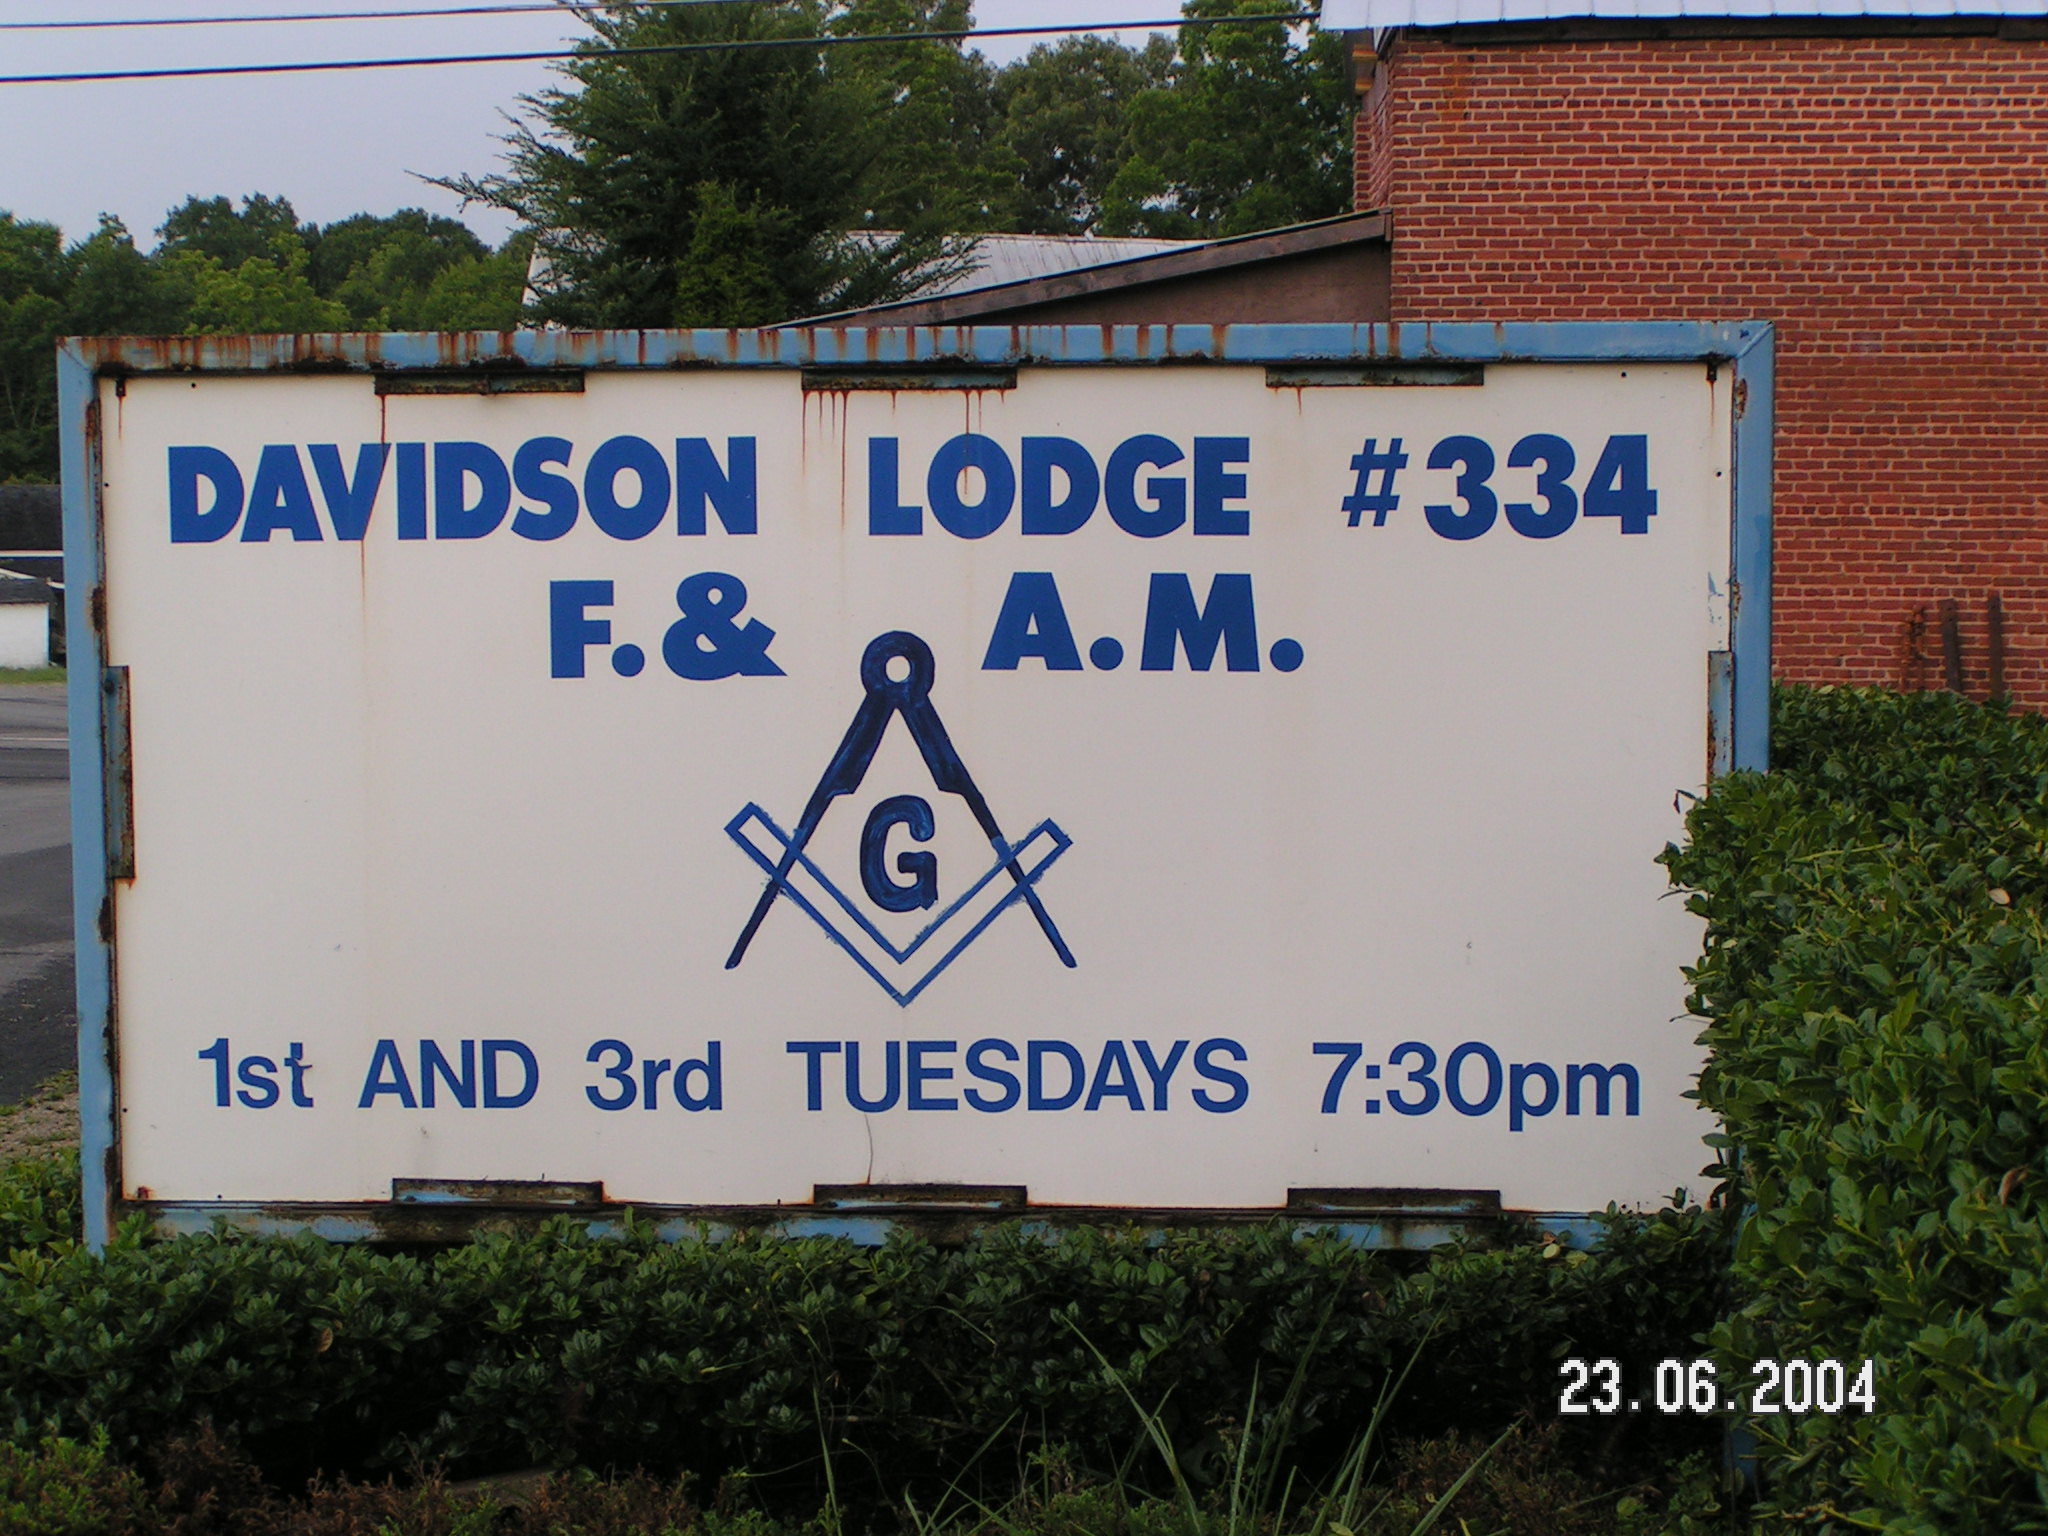 DAVIDSON LODGE #334
F. & A.M.
G
1st AND 3rd TUESDAYS 7:30pm
23.06.2004